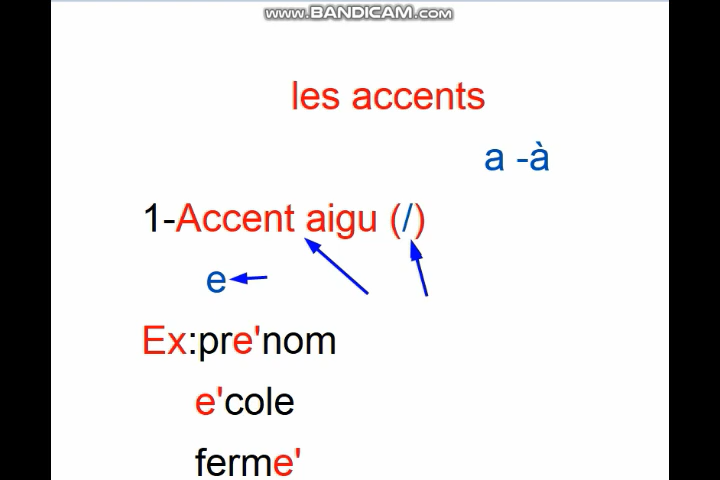 www.BANDICAM.com
les accents
a -à
1-Accent aigu (/)
e
Ex:pre'nom
e'cole
ferme'